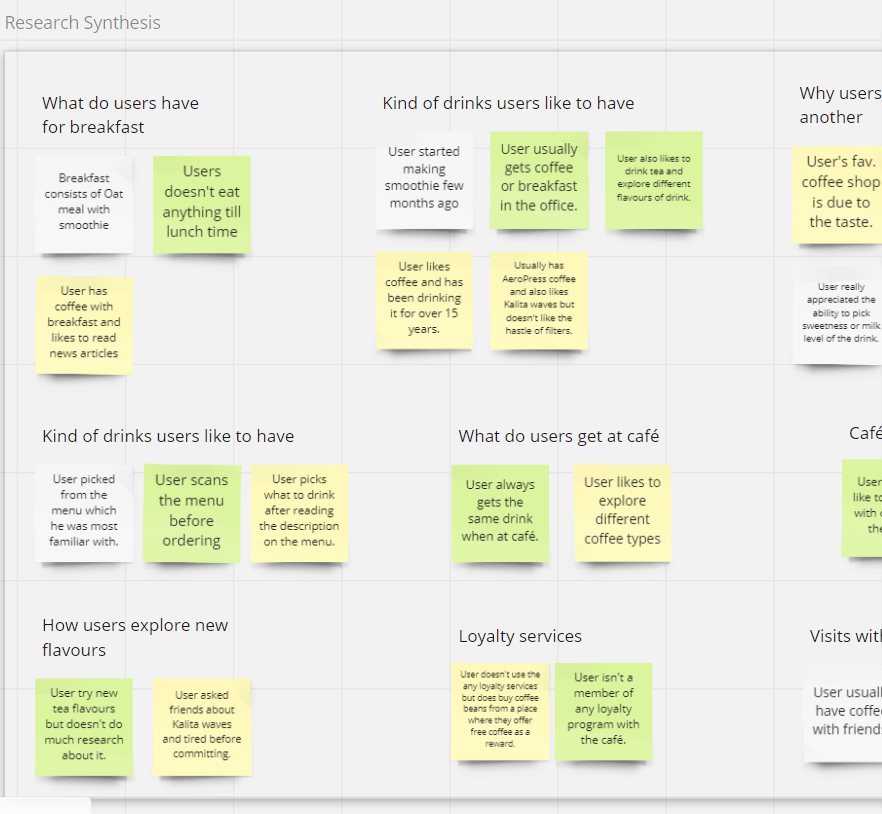 Research Synthesis
What do users have
for breakfast
Breakfast
consists of Oat
meal with
smoothie
Users
doesn't eat
anything till
lunch time
User has
coffee with
breakfast and
likes to read
news articles
Kind of drinks users like to have
User started
making
smoothie few
months ago
User usually
gets coffee
or breakfast
in the office.
User also likes to
drink tea and
explore different
flavours of drink.
User likes
coffee and has
been drinking
it for over 15
years.
Usually has
AeroPress coffee
and also likes
Kalita waves but
doesn't like the
hastle of filters.
Why users
another
User's fav.
coffee shop
is due to
the taste.
User really
appreciated the
ability to pick
sweetness or milk
level of the drink.
Kind of drinks users like to have
User picked
from the
menu which
he was most
familiar with.
User scans
the menu
before
ordering
User picks
what to drink
after reading
the description
on the menu.
What do users get at café
User always
gets the
same drink
when at café.
User likes to
explore
different
coffee types
Café
User
like to
with
the
How users explore new
flavours
User try new
tea flavours
but doesn't do
much research
about it.
User asked
friends about
Kalita waves
and tired before
committing.
Loyalty services
User doesn't use the
any loyalty services
but does buy coffee
beans from a place
where they offer
free coffee as a
reward.
User isn't a
member of
any loyalty
program with
the café.
Visits with
User usuall
have coffe
with friend